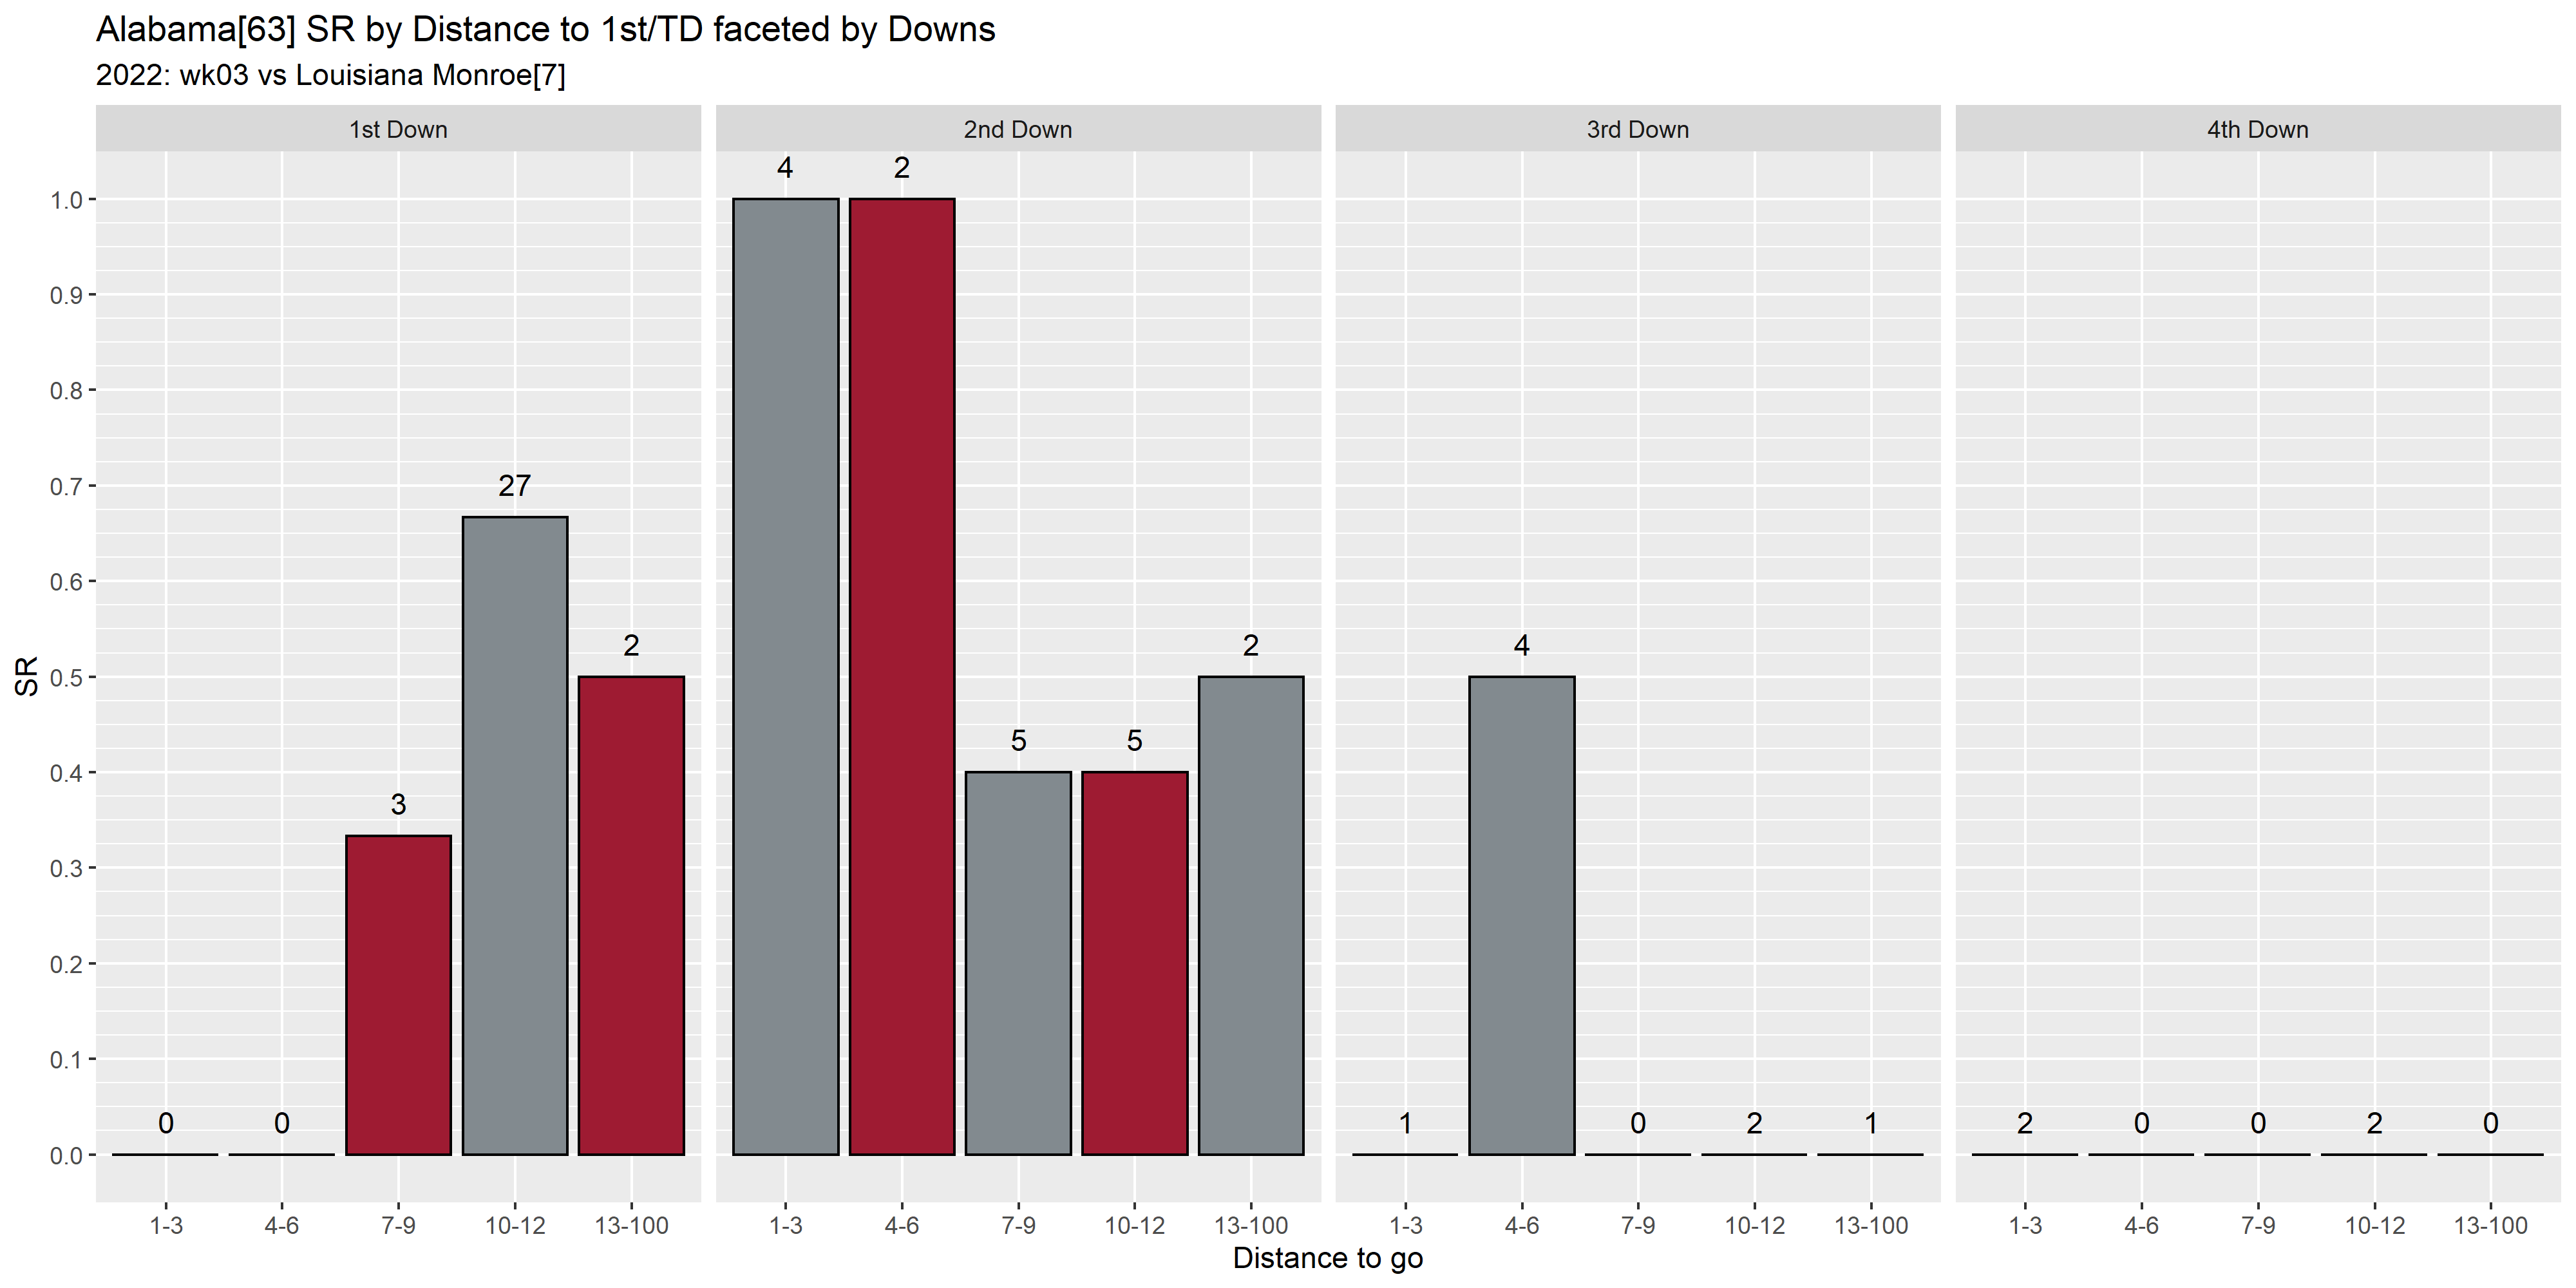 Alabama[63] SR by Distance to 1st/TD faceted by Downs
2022: wk03 vs Louisiana Monroe[7]
1st Down 2nd Down 3rd Down 4th Down
4 2
1.0
0.9
0.8
27
0.7
0.6
2 2 4
SR
0.5
5 5
0.4
3
0.3
0.2
0.1
0 0 1 0 2 1 2 0 0 2 0
0.0
1-3 4-6 7-9 10-12 13-100 1-3 4-6 7-9 10-12 13-100 1-3 4-6 7-9 10-12 13-100 1-3 4-6 7-9 10-12 13-100
Distance to go